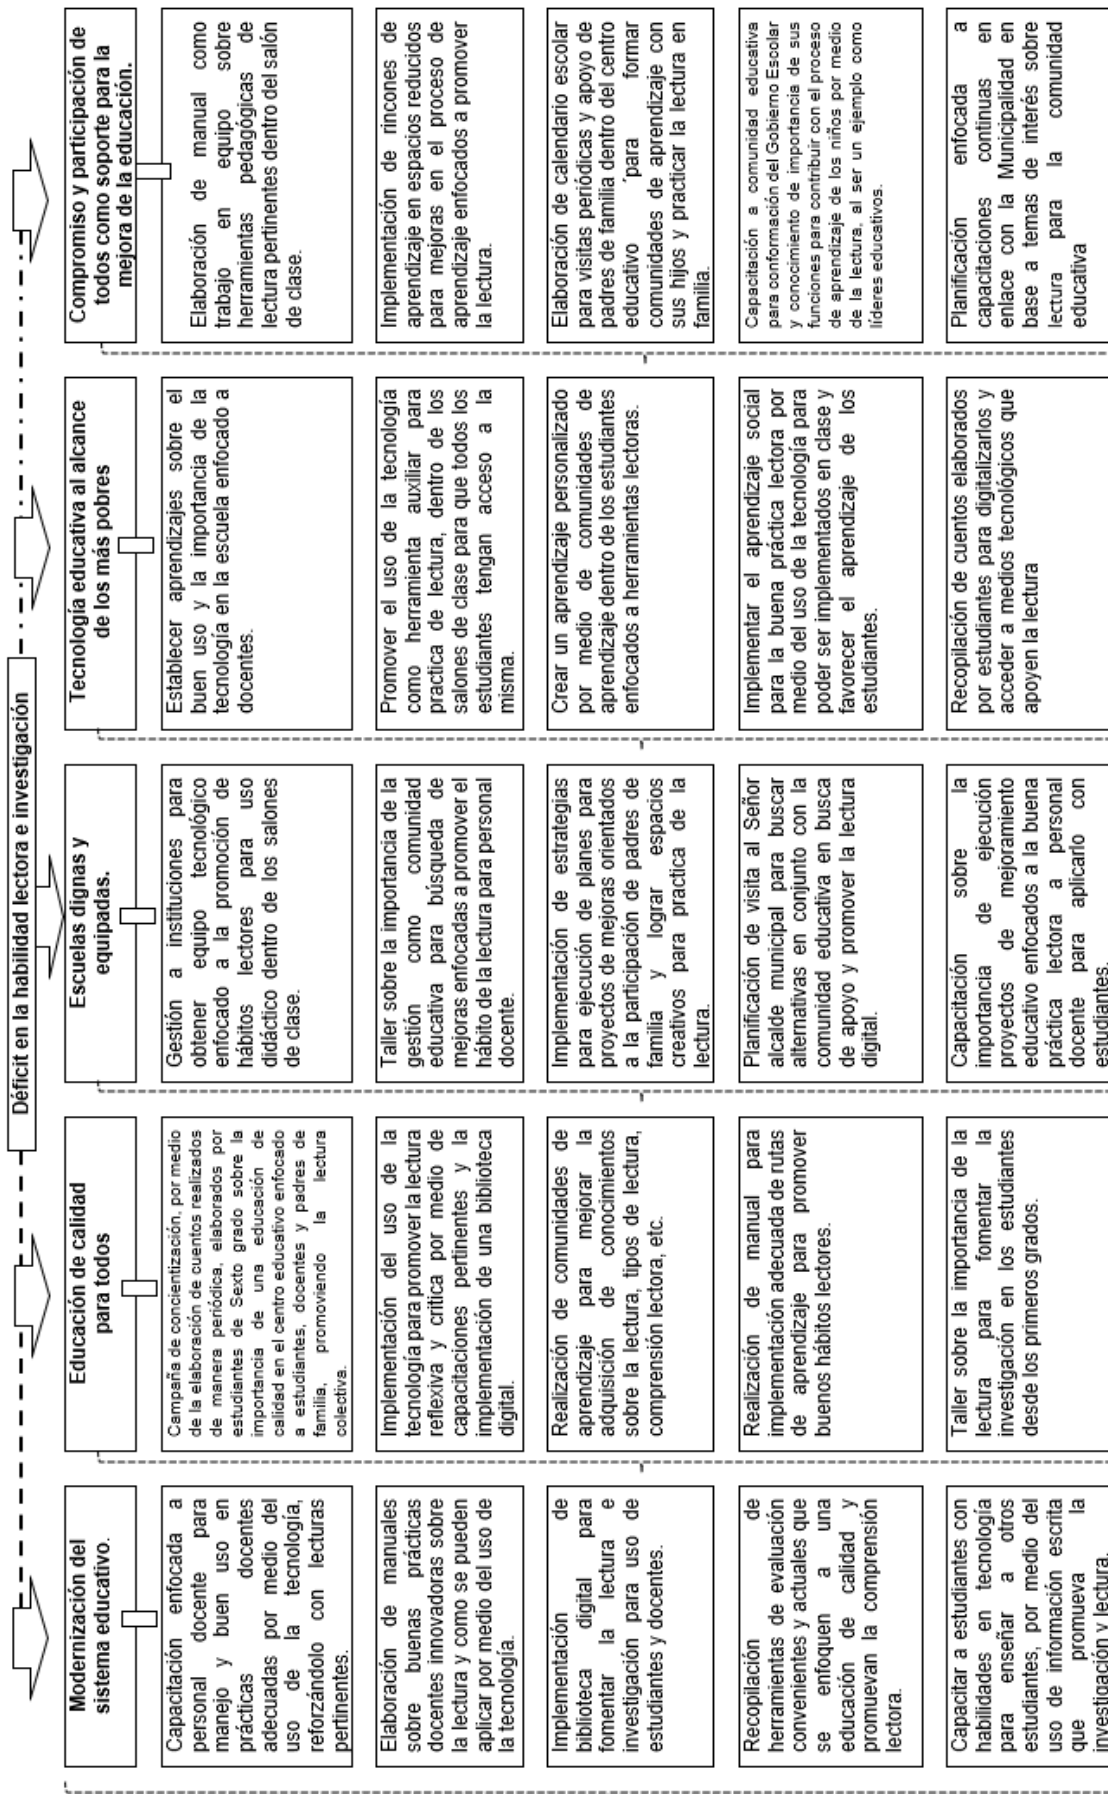 Déficit en la habilidad lectora e investigación
Modernización del
sistema educativo.
Capacitación enfocada a
personal docente para
manejo y buen uso en
prácticas docentes
adecuadas por medio del
uso de la tecnología,
reforzándolo con lecturas
pertinentes.
Elaboración de manuales
sobre buenas prácticas
docentes innovadoras sobre
la lectura y como se pueden
aplicar por medio del uso de
la tecnología.
Implementación de
biblioteca digital para
fomentar la lectura e
investigación para uso de
estudiantes y docentes.
Recopilación de
herramientas de evaluación
convenientes y actuales que
se enfoquen a una
educación de calidad y
promuevan la comprensión
lectora.
Capacitar a estudiantes con
habilidades en tecnología
para enseñar a otros
estudiantes, por medio del
uso de información escrita
que promueva la
investigación y lectura.
Educación de calidad
para todos
Campaña de concientización, por medio
de la elaboración de cuentos realizados
de manera periódica, elaborados por
estudiantes de Sexto grado sobre la
importancia de una educación de
calidad en el centro educativo enfocado
a estudiantes, docentes y padres de
familia, promoviendo la lectura
colectiva.
Implementación del uso de la
tecnología para promover la lectura
reflexiva y crítica por medio de
capacitaciones pertinentes y la
implementación de una biblioteca
digital.
Realización de comunidades de
aprendizaje para mejorar la
adquisición de conocimientos
sobre la lectura, tipos de lectura,
comprensión lectora, etc.
Realización de manual para
implementación adecuada de rutas
de aprendizaje para promover
buenos hábitos lectores.
Taller sobre la importancia de la
lectura para fomentar la
investigación en los estudiantes
desde los primeros grados.
Escuelas dignas y
equipadas.
Gestión a instituciones para
obtener equipo tecnológico
enfocado a la promoción de
hábitos lectores para uso
didáctico dentro de los salones
de clase.
Taller sobre la importancia de la
gestión como comunidad
educativa para búsqueda de
mejoras enfocadas a promover el
hábito de la lectura para personal
docente.
Implementación de estrategias
para ejecución de planes para
proyectos de mejoras orientados
a la participación de padres de
familia y lograr espacios
creativos para practica de la
lectura.
Planificación de visita al Señor
alcalde municipal para buscar
alternativas en conjunto con la
comunidad educativa en busca
de apoyo y promover la lectura
digital.
Capacitación sobre la
importancia de ejecución
proyectos de mejoramiento
educativo enfocados a la buena
práctica lectora a personal
docente para aplicarlo con
estudiantes.
Tecnología educativa al alcance
de los más pobres
Establecer aprendizajes sobre el
buen uso y la importancia de la
tecnología en la escuela enfocado a
docentes.
Promover el uso de la tecnología
como herramienta auxiliar para
practica de lectura, dentro de los
salones de clase para que todos los
estudiantes tengan acceso a la
misma.
Crear un aprendizaje personalizado
por medio de comunidades de
aprendizaje dentro de los estudiantes
enfocados a herramientas lectoras.
Implementar el aprendizaje social
para la buena práctica lectora por
medio del uso de la tecnología para
poder ser implementados en clase y
favorecer el aprendizaje de los
estudiantes.
Recopilación de cuentos elaborados
por estudiantes para digitalizarlos y
acceder a medios tecnológicos que
apoyen la lectura
Compromiso y participación de
todos como soporte para la
mejora de la educación.
Elaboración de manual como
trabajo en equipo sobre
herramientas pedagógicas de
lectura pertinentes dentro del salón
de clase.
Implementación de rincones de
aprendizaje en espacios reducidos
para mejoras en el proceso de
aprendizaje enfocados a promover
la lectura.
Elaboración de calendario escolar
para visitas periódicas y apoyo de
padres de familia dentro del centro
educativo ´para formar
comunidades de aprendizaje con
sus hijos y practicar la lectura en
familia.
Capacitación a comunidad educativa
para conformación del Gobierno Escolar
y conocimiento de importancia de sus
funciones para contribuir con el proceso
de aprendizaje de los niños por medio
de la lectura, al ser un ejemplo como
líderes educativos.
Planificación enfocada a
capacitaciones continuas en
enlace con la Municipalidad en
base a temas de interés sobre
lectura para la comunidad
educativa